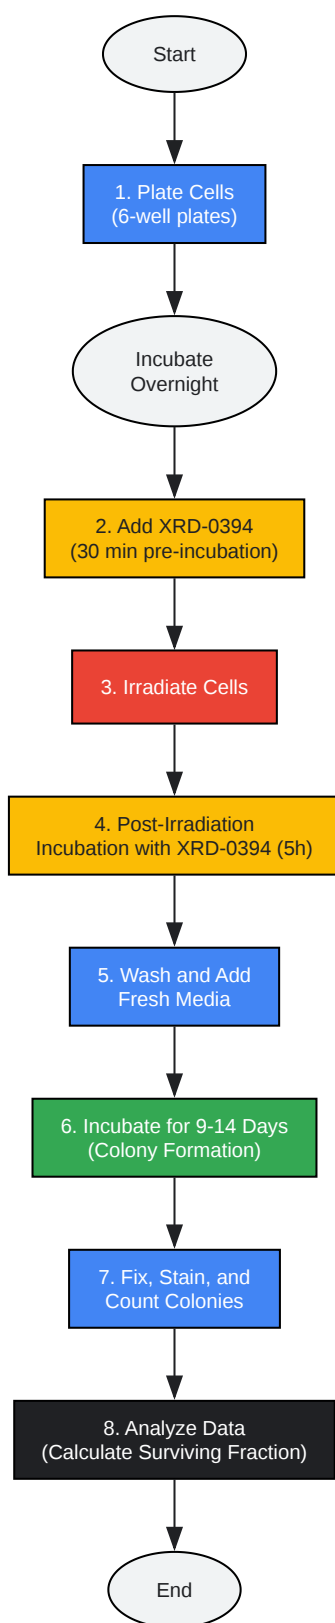 Start
1. Plate Cells
(6-well plates)
Incubate
Overnight
2. Add XRD-0394
(30 min pre-incubation)
3. Irradiate Cells
4. Post-Irradiation
Incubation with XRD-0394 (5h)
5. Wash and Add
Fresh Media
6. Incubate for 9-14 Days
(Colony Formation)
7. Fix, Stain, and
Count Colonies
8. Analyze Data
(Calculate Surviving Fraction)
End